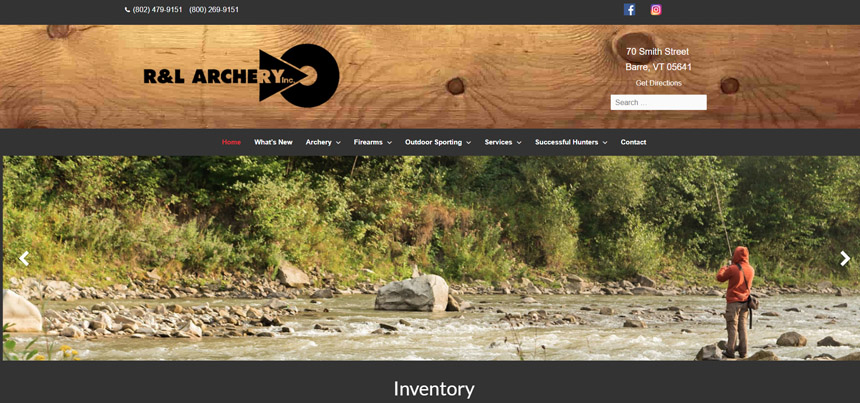 (802) 479-9151 (800) 269-9151
R&L ARCHERY Inc.
70 Smith Street
Barre, VT 05641
Get Directions
Search ...
Home What's New Archery Firearms Outdoor Sporting Services Successful Hunters Contact
Inventory